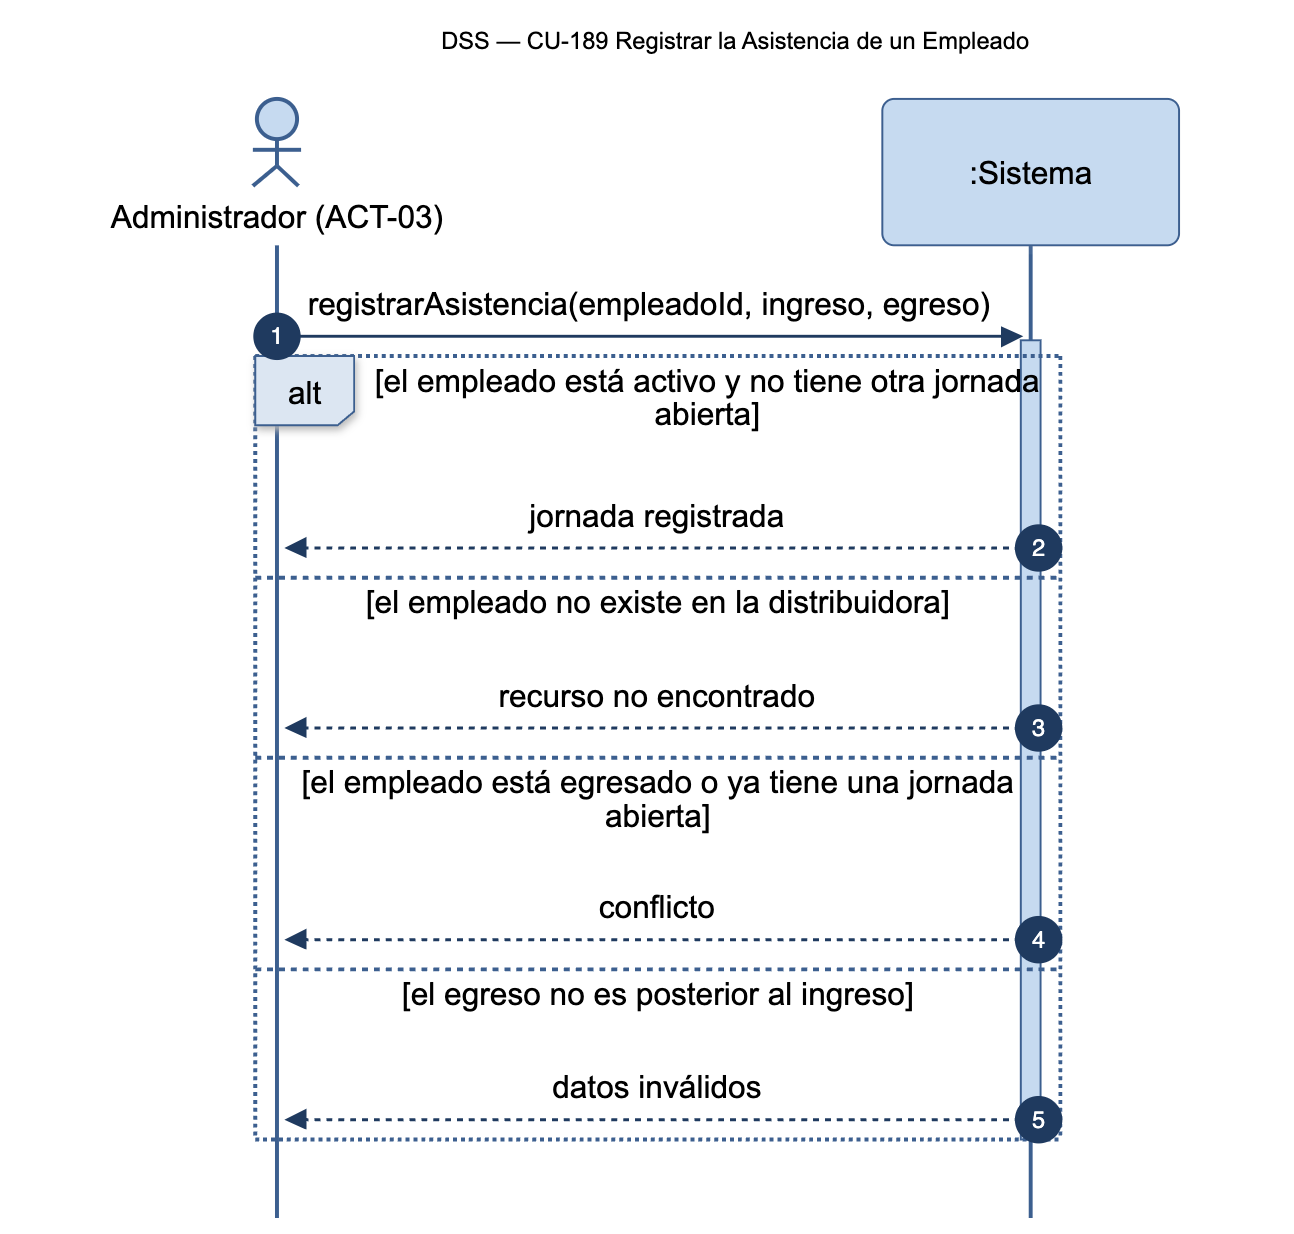 DSS — CU-189 Registrar la Asistencia de un Empleado
Administrador (ACT-03)
:Sistema
registrarAsistencia(empleadoId, ingreso, egreso)
1
alt
[el empleado está activo y no tiene otra jornada
abierta]
jornada registrada
2
[el empleado no existe en la distribuidora]
recurso no encontrado
3
[el empleado está egresado o ya tiene una jornada
abierta]
conflicto
4
[el egreso no es posterior al ingreso]
datos inválidos
5